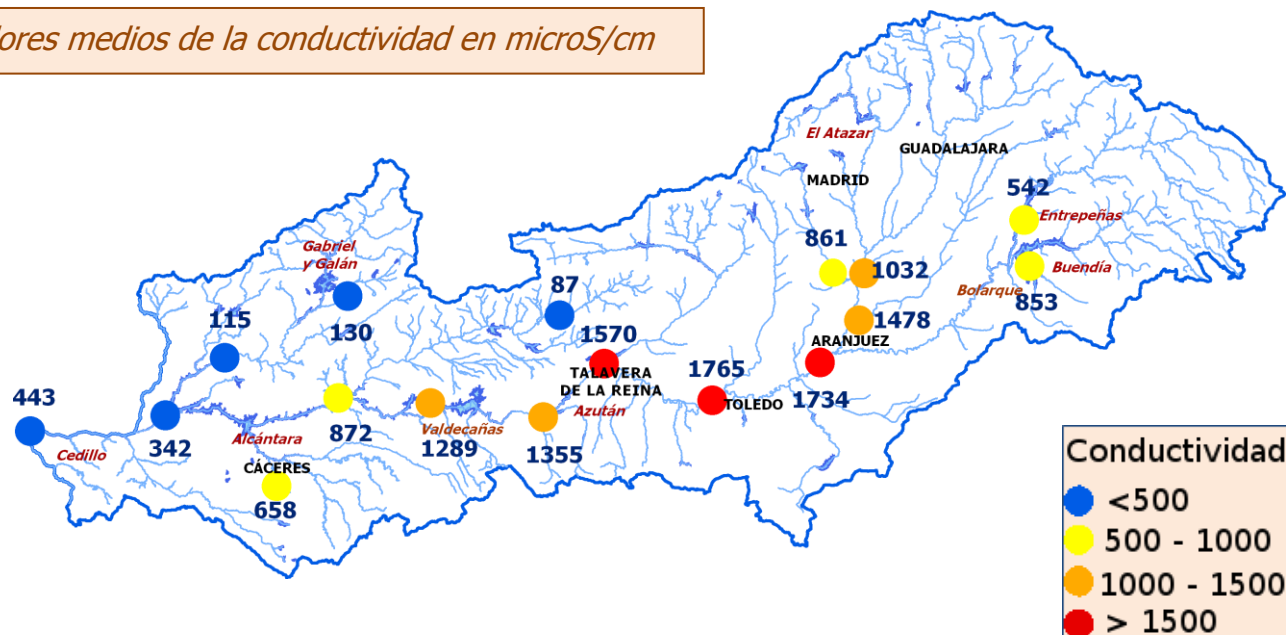 lores medios de la conductividad en microS/cm
El Atazar
GUADALAJARA
MADRID
542
Entrepeñas
861
1032
Buendía
Bolarque
853
1478
ARANJUEZ
Gabriel
y Galán
87
115
130
1570
TALAVERA
DE LA REINA
1765
TOLEDO
1734
443
Cedillo
342
Alcántara
872
Valdecañas
1289
Azután
1355
CÁCERES
658
Conductividad
<500
500 - 1000
1000 - 1500
> 1500